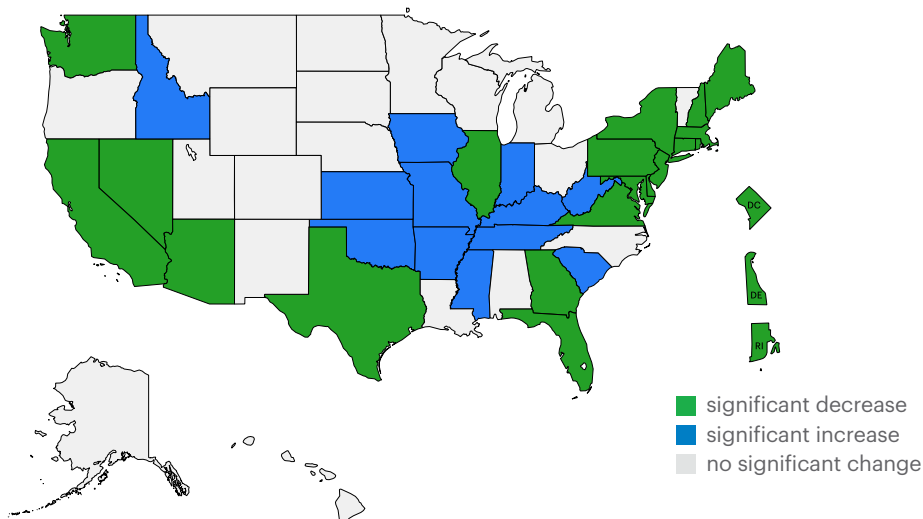 DC
DE
RI
significant decrease
significant increase
no significant change